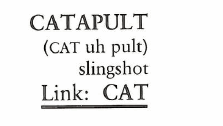 CATAPULT
(CAT uh pult)
slingshot
Link: CAT